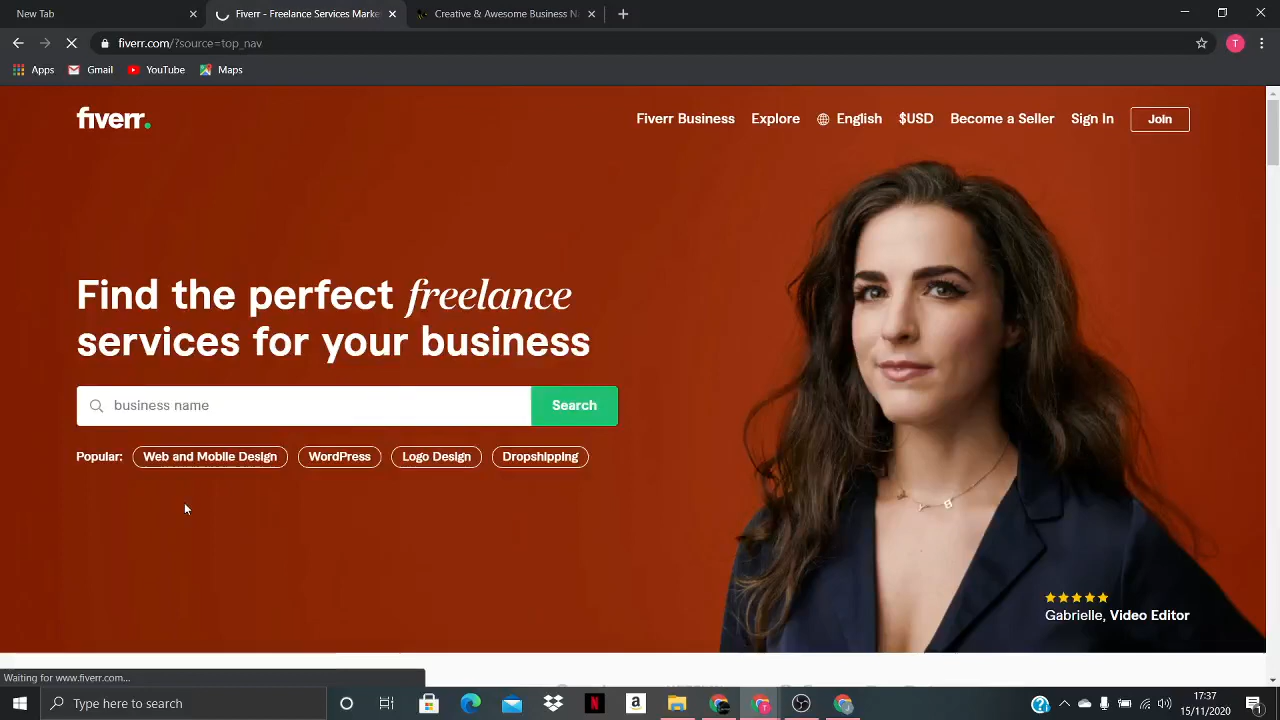 New Tab
Fiverr - Freelance Services Marke
Creative & Awesome Business N
fiverr.com/?source=top_nav
Apps
Gmail
YouTube
Maps
fiverr.
Fiverr Business
Explore
English
$USD
Become a Seller
Sign In
Join
Find the perfect freelance
services for your business
business name
Search
Popular:
Web and Mobile Design
WordPress
Logo Design
Dropshipping
Gabrielle, Video Editor
Waiting for www.fiverr.com...
Type here to search
17:37
15/11/2020